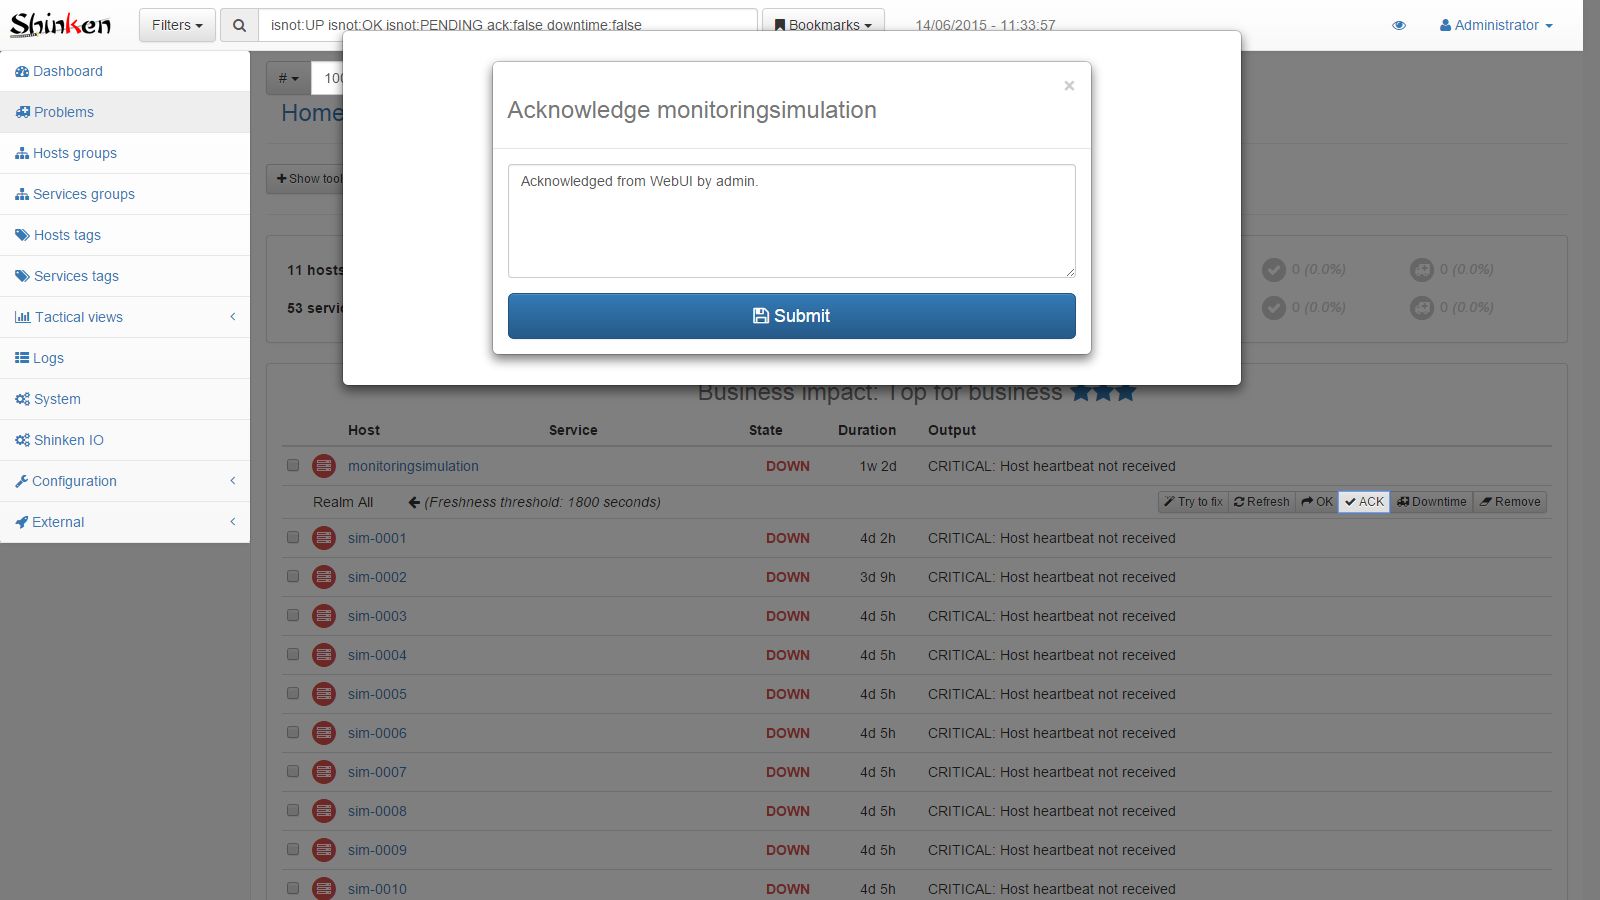 Shinken
Filters
isnot:UP isnot:OK isnot:PENDING ack:false downtime:false
Bookmarks
14/06/2015 - 11:33:57
Administrator
Dashboard
Problems
Hosts groups
Services groups
Hosts tags
Services tags
Tactical views
Logs
System
Shinken IO
Configuration
External
#
Home
Show
11 hosts
53
×
Acknowledge monitoringsimulation
Acknowledged from WebUI by admin.
Submit
0 (0.0%) 0 (0.0%)
0 (0.0%) 0 (0.0%)
Business impact: Top for business
Host Service State Duration Output
monitoringsimulation DOWN 1w 2d CRITICAL: Host heartbeat not received
Realm All (Freshness threshold: 1800 seconds) Try to fix Refresh OK ACK Downtime Remove
sim-0001 DOWN 4d 2h CRITICAL: Host heartbeat not received
sim-0002 DOWN 3d 9h CRITICAL: Host heartbeat not received
sim-0003 DOWN 4d 5h CRITICAL: Host heartbeat not received
sim-0004 DOWN 4d 5h CRITICAL: Host heartbeat not received
sim-0005 DOWN 4d 5h CRITICAL: Host heartbeat not received
sim-0006 DOWN 4d 5h CRITICAL: Host heartbeat not received
sim-0007 DOWN 4d 5h CRITICAL: Host heartbeat not received
sim-0008 DOWN 4d 5h CRITICAL: Host heartbeat not received
sim-0009 DOWN 4d 5h CRITICAL: Host heartbeat not received
sim-0010 DOWN 4d 5h CRITICAL: Host heartbeat not received